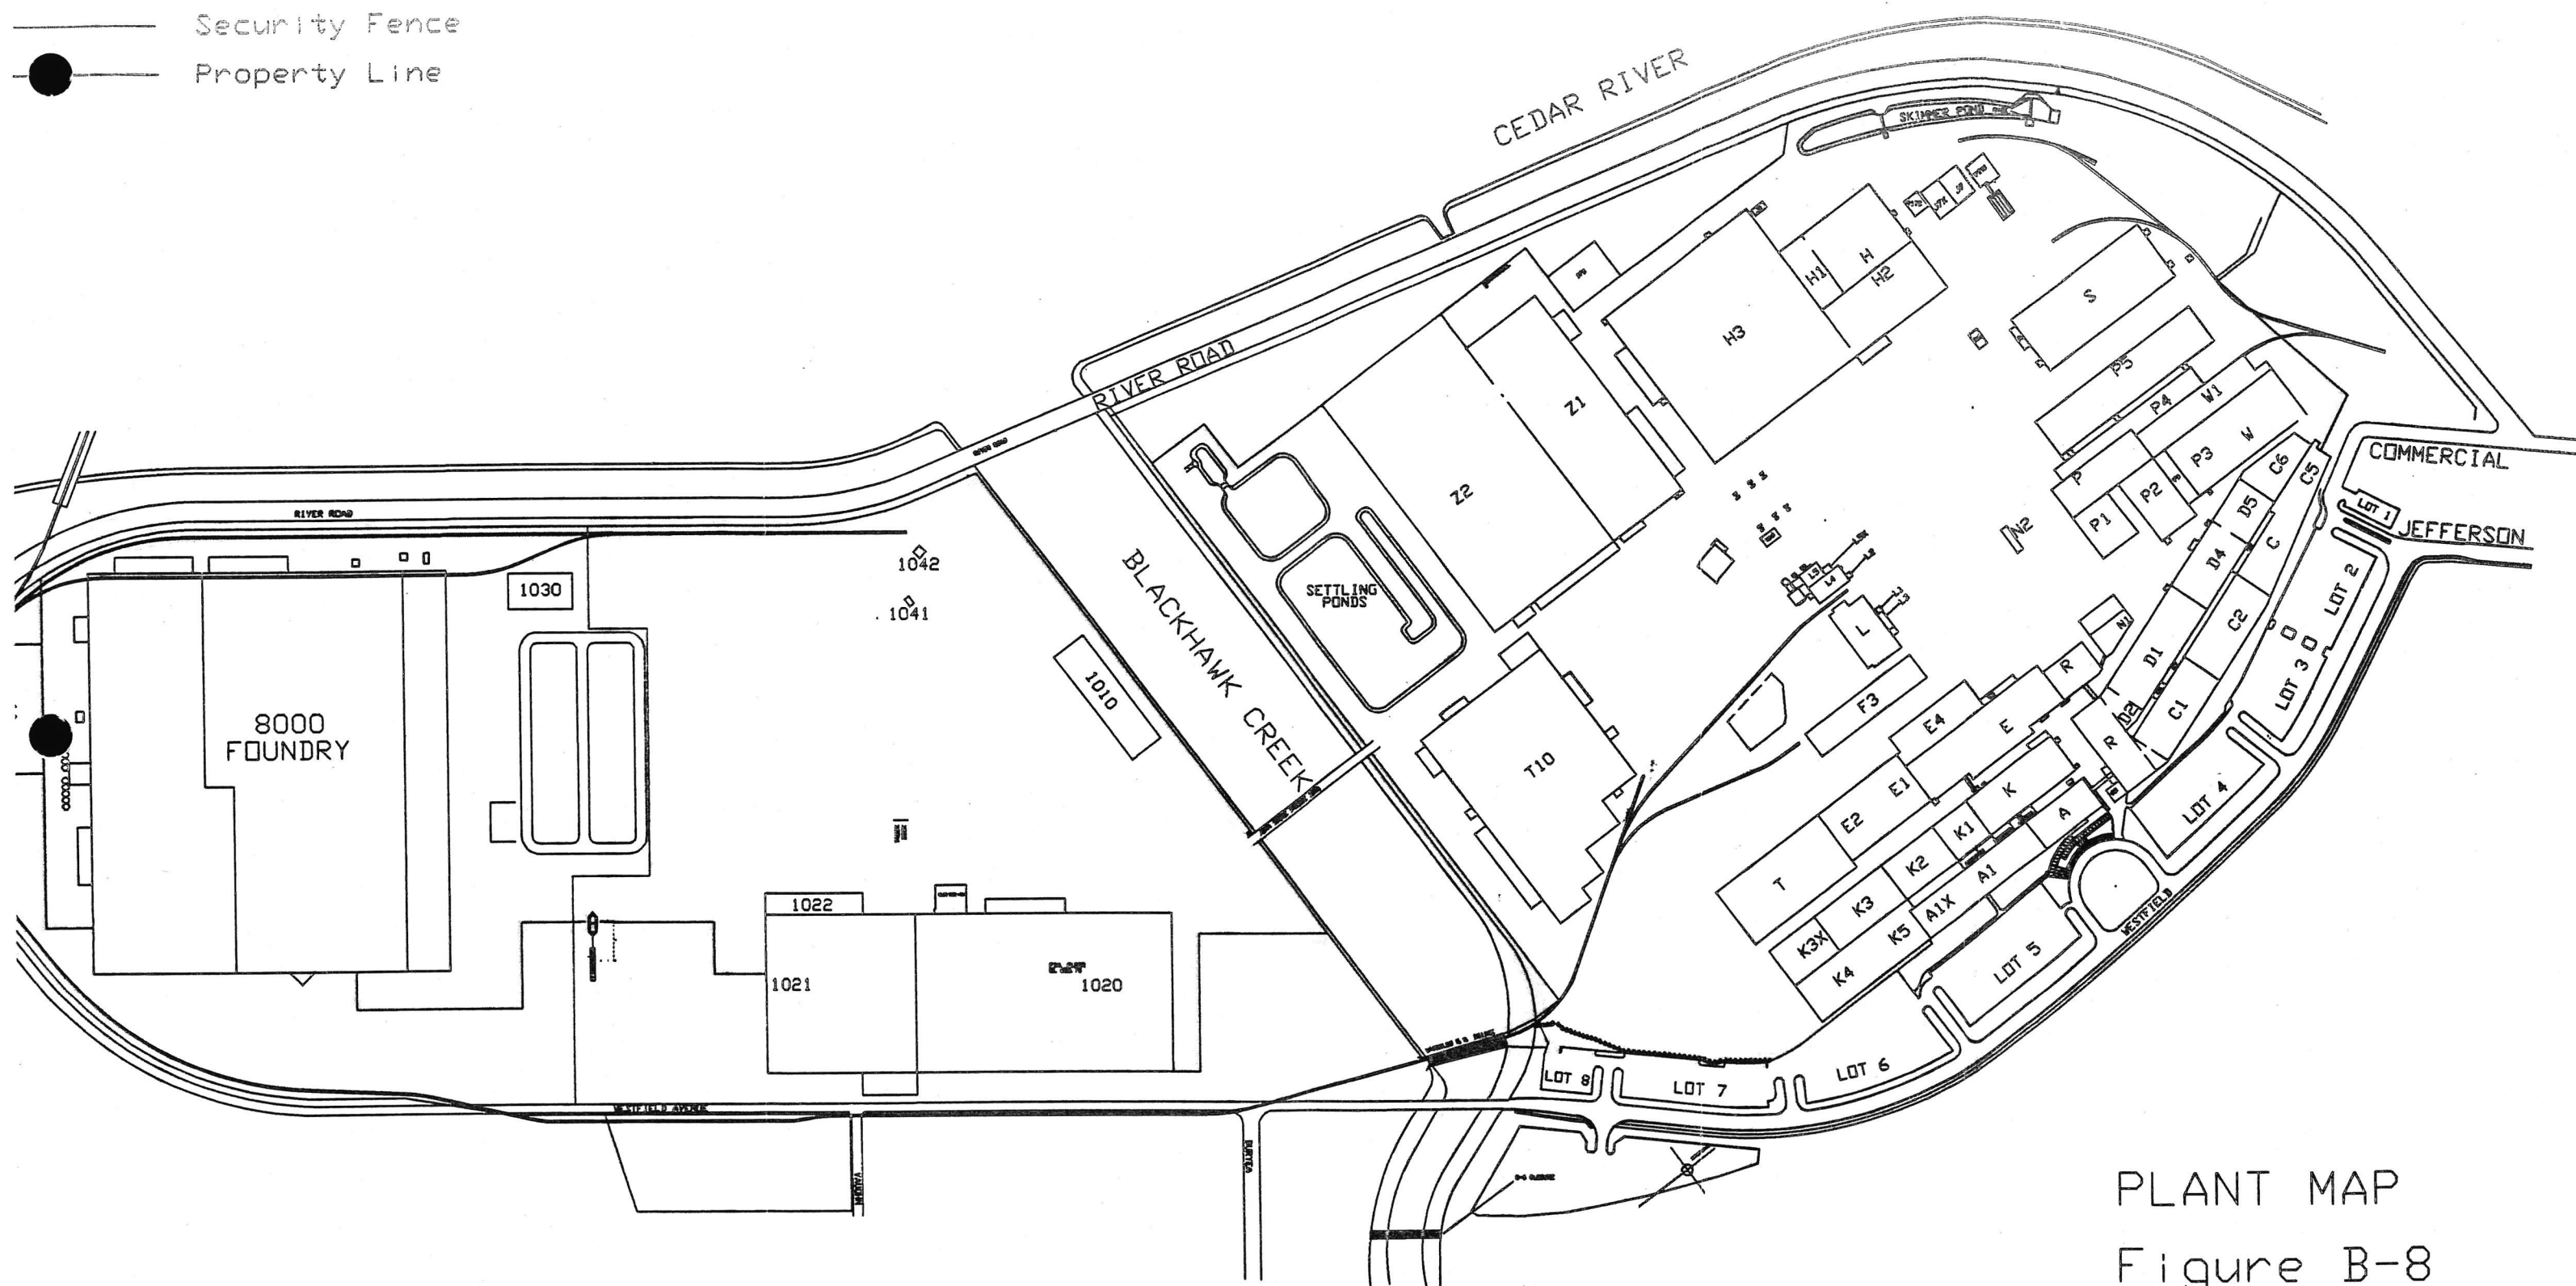 Security Fence
Property Line
CEDAR RIVER
SKIMMER POND
RIVER ROAD
RIVER ROAD
RIVER ROAD
BLACKHAWK CREEK
SETTLING
PONDS
8000
FOUNDRY
1030
1042
1041
1010
1022
1021
1020
H1
H
H2
H3
Z1
Z2
T10
S
P5
P4
W1
P
P3
W
P2
P1
C6
C5
D5
C
D4
C2
D1
C1
D2
N2
N1
R
R
L5
L4
L
F3
E4
E
E1
E2
T
K
K1
K2
K3
K3X
K4
K5
A
A1
A1X
COMMERCIAL
JEFFERSON
LOT 1
LOT 2
LOT 3
LOT 4
LOT 5
LOT 6
LOT 7
LOT 8
WESTFIELD
WESTFIELD AVENUE
VAUGHN
PLANT MAP
Figure B-8